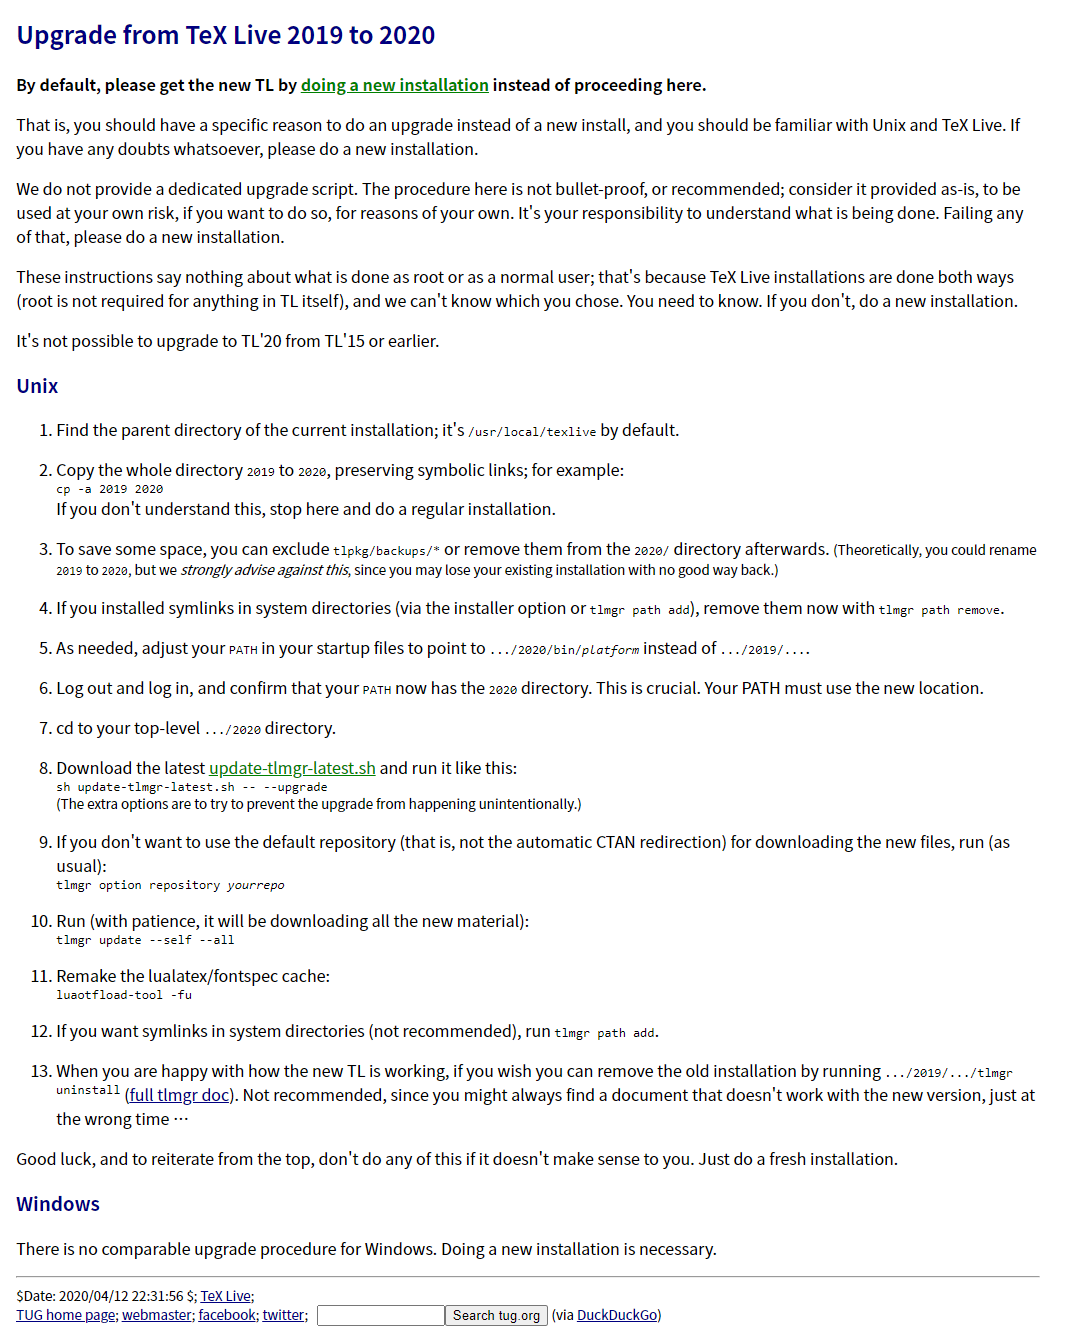 Upgrade from TeX Live 2019 to 2020
By default, please get the new TL by doing a new installation instead of proceeding here.
That is, you should have a specific reason to do an upgrade instead of a new install, and you should be familiar with Unix and TeX Live. If
you have any doubts whatsoever, please do a new installation.
We do not provide a dedicated upgrade script. The procedure here is not bullet-proof, or recommended; consider it provided as-is, to be
used at your own risk, if you want to do so, for reasons of your own. It's your responsibility to understand what is being done. Failing any
of that, please do a new installation.
These instructions say nothing about what is done as root or as a normal user; that's because TeX Live installations are done both ways
(root is not required for anything in TL itself), and we can't know which you chose. You need to know. If you don't, do a new installation.
It's not possible to upgrade to TL'20 from TL'15 or earlier.
Unix
1. Find the parent directory of the current installation; it's /usr/local/texlive by default.
2. Copy the whole directory 2019 to 2020, preserving symbolic links; for example:
cp -a 2019 2020
If you don't understand this, stop here and do a regular installation.
3. To save some space, you can exclude tlpkg/backups/* or remove them from the 2020/ directory afterwards. (Theoretically, you could rename
2019 to 2020, but we strongly advise against this, since you may lose your existing installation with no good way back.)
4. If you installed symlinks in system directories (via the installer option or tlmgr path add), remove them now with tlmgr path remove.
5. As needed, adjust your PATH in your startup files to point to .../2020/bin/platform instead of .../2019/....
6. Log out and log in, and confirm that your PATH now has the 2020 directory. This is crucial. Your PATH must use the new location.
7. cd to your top-level .../2020 directory.
8. Download the latest update-tlmgr-latest.sh and run it like this:
sh update-tlmgr-latest.sh -- --upgrade
(The extra options are to try to prevent the upgrade from happening unintentionally.)
9. If you don't want to use the default repository (that is, not the automatic CTAN redirection) for downloading the new files, run (as
usual):
tlmgr option repository yourrepo
10. Run (with patience, it will be downloading all the new material):
tlmgr update --self --all
11. Remake the lualatex/fontspec cache:
luaotfload-tool -fu
12. If you want symlinks in system directories (not recommended), run tlmgr path add.
13. When you are happy with how the new TL is working, if you wish you can remove the old installation by running .../2019/.../tlmgr
uninstall (full tlmgr doc). Not recommended, since you might always find a document that doesn't work with the new version, just at
the wrong time ⋯
Good luck, and to reiterate from the top, don't do any of this if it doesn't make sense to you. Just do a fresh installation.
Windows
There is no comparable upgrade procedure for Windows. Doing a new installation is necessary.
$Date: 2020/04/12 22:31:56 $; TeX Live;
TUG home page; webmaster; facebook; twitter; Search tug.org (via DuckDuckGo)